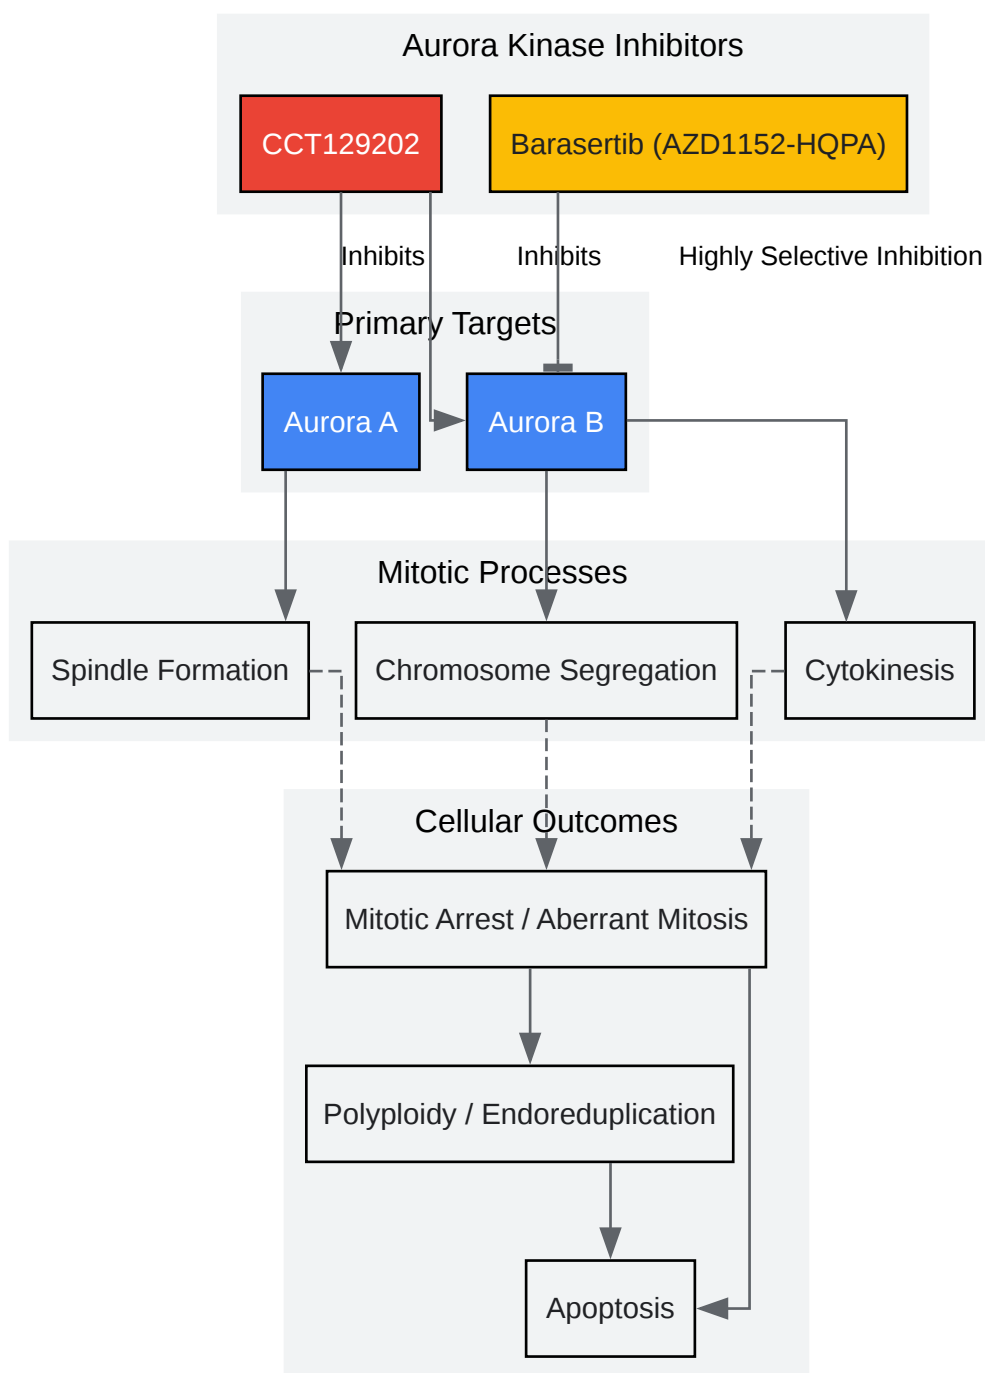 Aurora Kinase Inhibitors
CCT129202
Barasertib (AZD1152-HQPA)
Inhibits
Inhibits
Highly Selective Inhibition
Primary Targets
Aurora A
Aurora B
Mitotic Processes
Spindle Formation
Chromosome Segregation
Cytokinesis
Cellular Outcomes
Mitotic Arrest / Aberrant Mitosis
Polyploidy / Endoreduplication
Apoptosis